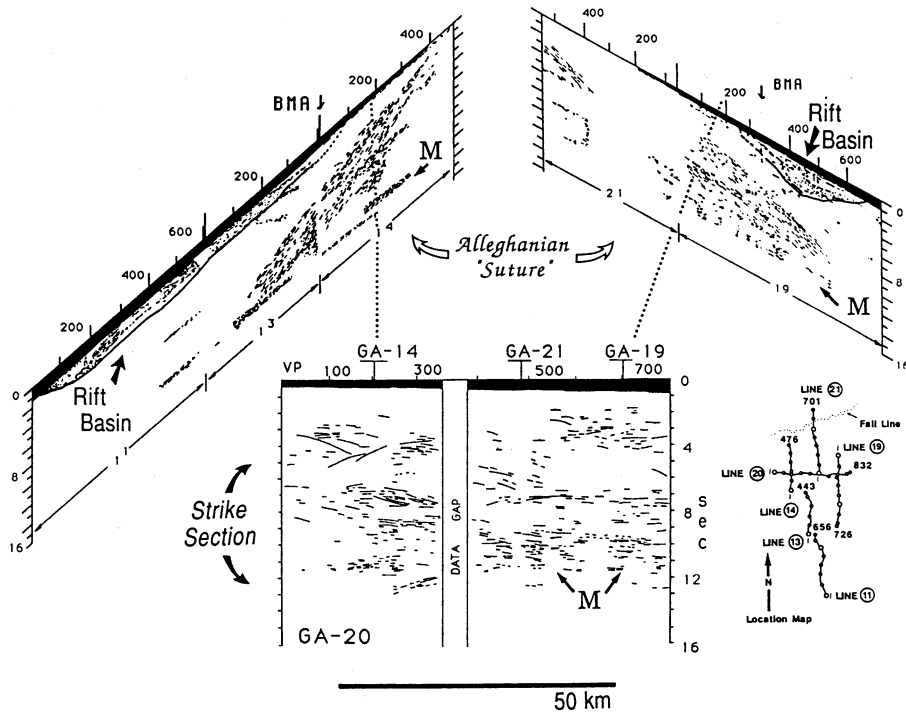 400
200
BMA
M
200
600
400
200
0
8
16
Rift
Basin
14
13
11
400
200
200
BMA
Rift
Basin
400
600
0
8
16
21
19
M
Alleghanian
"Suture"
GA-14
GA-21
GA-19
VP
100
300
500
700
0
4
8
12
16
sec
DATA GAP
Strike
Section
M
GA-20
50 km
LINE 21
701
Fall Line
476
LINE 19
832
LINE 20
443
LINE 14
656
726
LINE 13
N
LINE 11
Location Map